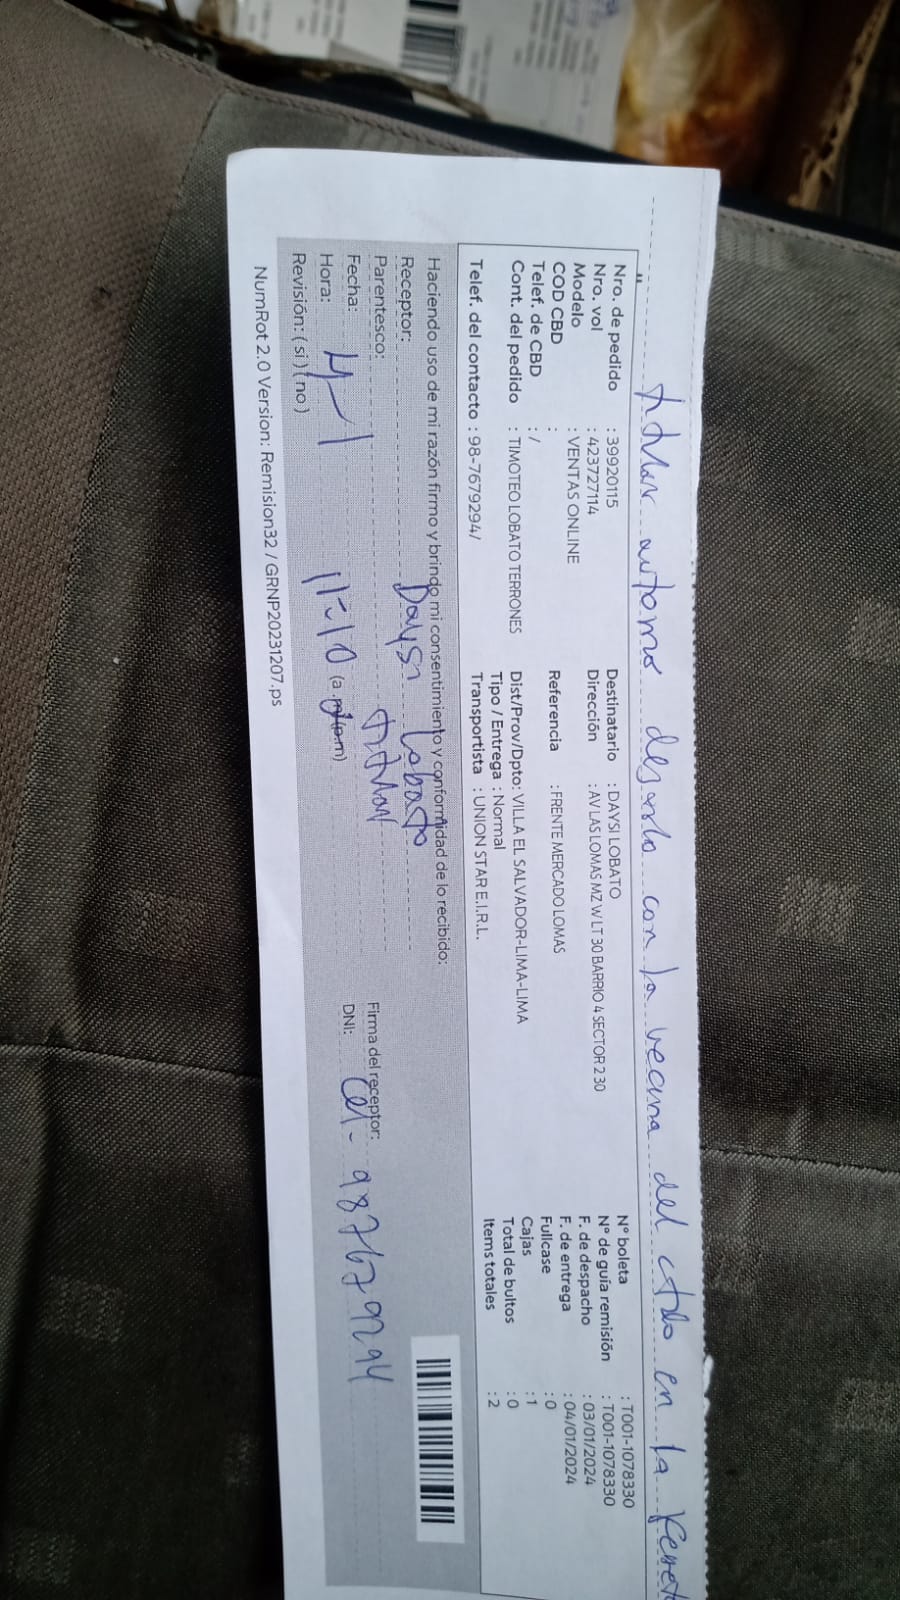 titular autorizo dejarlo con la vecina del atdo en la
Nro. de pedido : 39920115
Nro. vol : 423727114
Modelo : VENTAS ONLINE
COD CBD :
Telef. de CBD : /
Cont. del pedido : TIMOTEO LOBATO TERRONES
Telef. del contacto : 98-7679294/
Destinatario : DAYSI LOBATO
Dirección : AV LAS LOMAS MZ W LT 30 BARRIO 4 SECTOR 2 30
Referencia : FRENTE MERCADO LOMAS
Dist/Prov/Dpto: VILLA EL SALVADOR-LIMA-LIMA
Tipo / Entrega : Normal
Transportista : UNION STAR E.I.R.L.
N° boleta : T001-1078330
N° de guía remisión : T001-1078330
F. de despacho : 03/01/2024
F. de entrega : 04/01/2024
Fullcase : 0
Cajas : 1
Total de bultos : 0
Items totales : 2
Haciendo uso de mi razón firmo y brindo mi consentimiento y conformidad de lo recibido:
Receptor: Daysi Lobato
Parentesco: titular
Fecha: 4-1
Hora: 11:10 (a.m) (p.m)
Revisión: ( si ) ( no )
Firma del receptor:
DNI: Cel- 987679294
NumRot 2.0 Version: Remision32 / GRNP20231207.ps